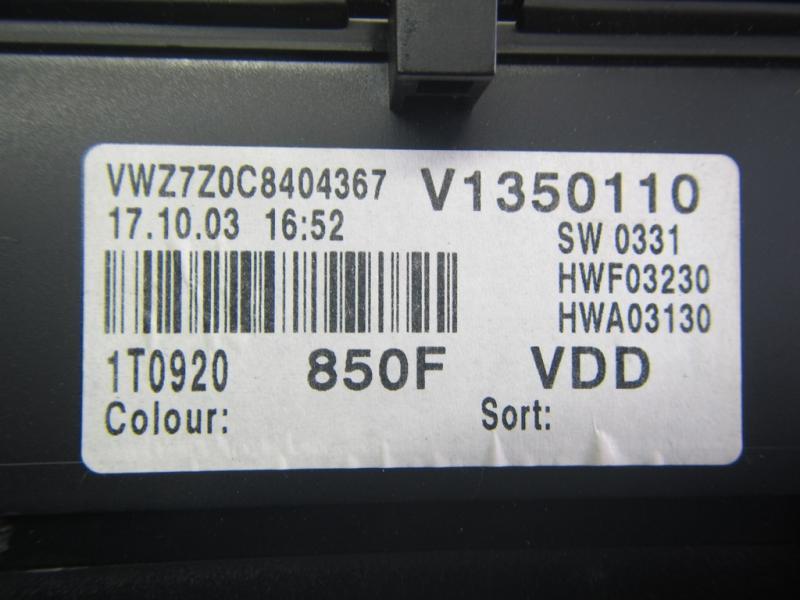 VWZ7Z0C8404367 V1350110
17.10.03 16:52 SW 0331
HWF03230
HWA03130
1T0920 850F VDD
Colour: Sort: